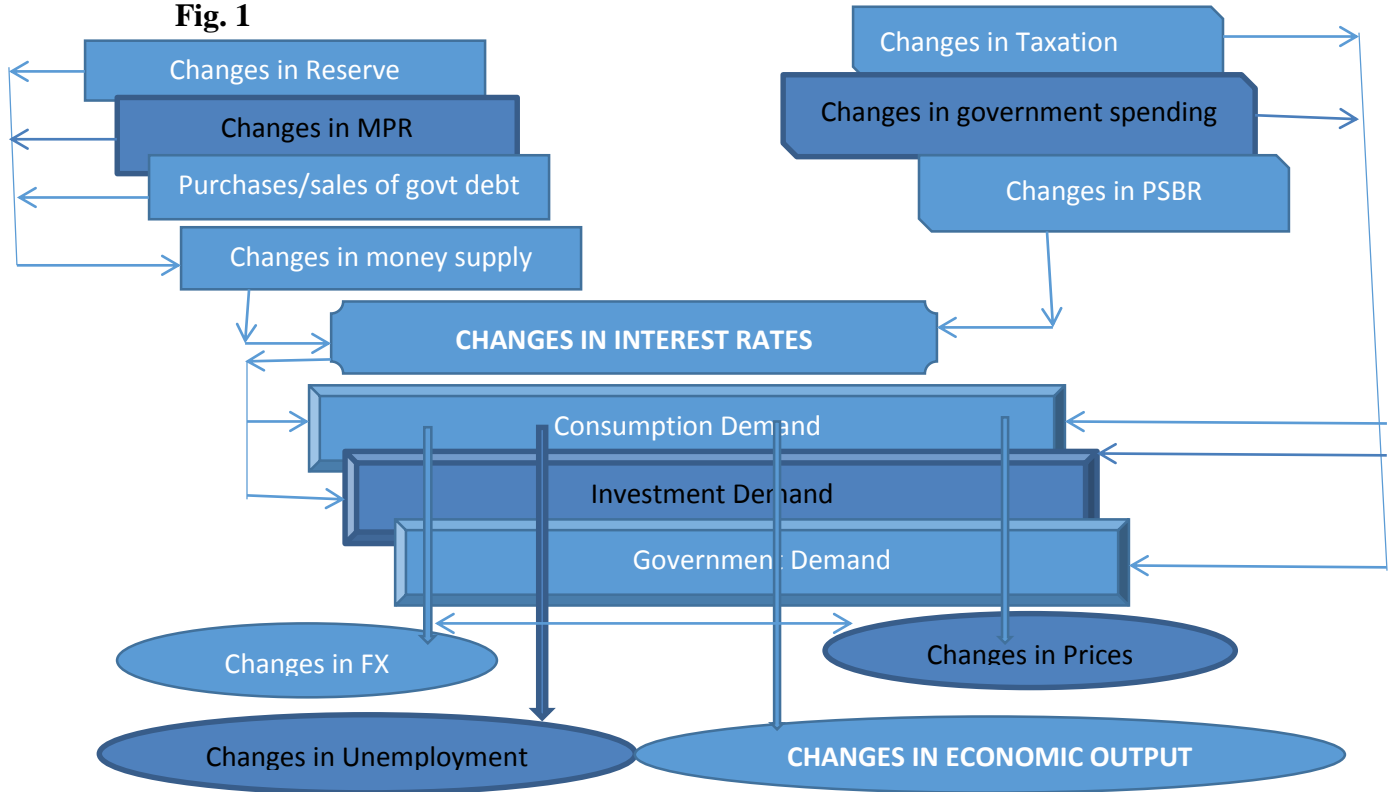 Fig. 1
Changes in Reserve
Changes in MPR
Purchases/sales of govt debt
Changes in money supply
Changes in Taxation
Changes in government spending
Changes in PSBR
CHANGES IN INTEREST RATES
Consumption Demand
Investment Demand
Government Demand
Changes in FX
Changes in Prices
Changes in Unemployment
CHANGES IN ECONOMIC OUTPUT